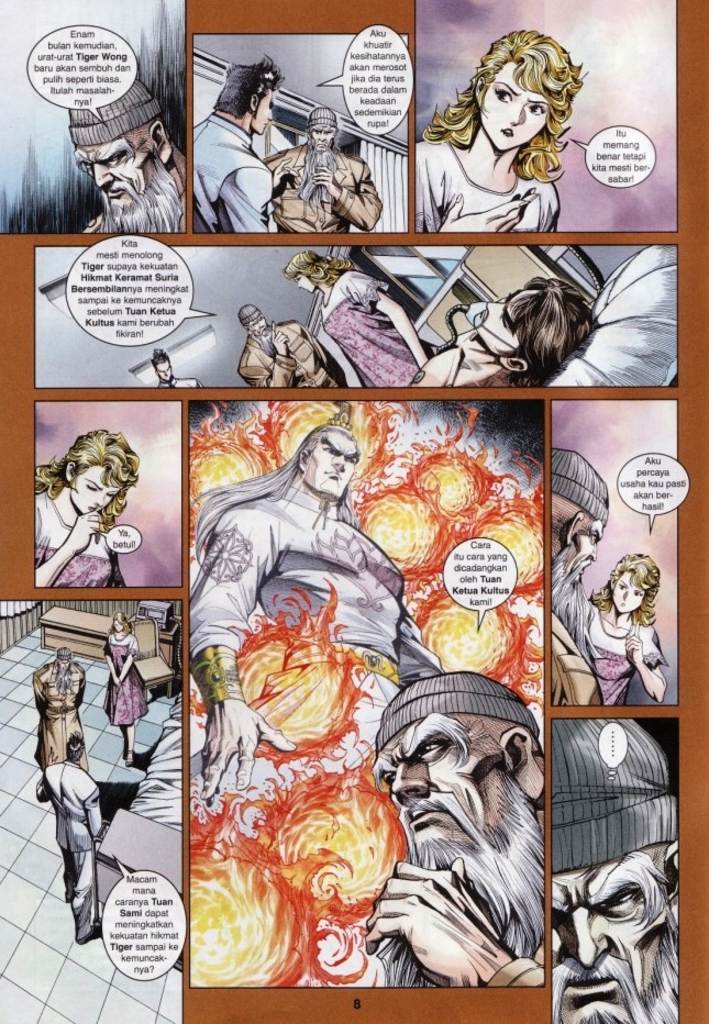 Enam
bulan kemudian,
urat-urat Tiger Wong
baru akan sembuh dan
pulih seperti biasa.
Itulah masalah-
nya!
Aku
khuatir
kesihatannya
akan merosot
jika dia terus
berada dalam
keadaan
sedemikian
rupa!
Itu
memang
benar tetapi
kita mesti ber-
sabar!
Kita
mesti menolong
Tiger supaya kekuatan
Hikmat Keramat Suria
Bersembilannya meningkat
sampai ke kemuncaknya
sebelum Tuan Ketua
Kultus kami berubah
fikiran!
Ya,
betul!
Macam
mana
caranya Tuan
Sami dapat
meningkatkan
kekuatan hikmat
Tiger sampai ke
kemuncak-
nya?
Cara
itu cara yang
dicadangkan
oleh Tuan
Ketua Kultus
kami!
Aku
percaya
usaha kau pasti
akan ber-
hasil!
......
8